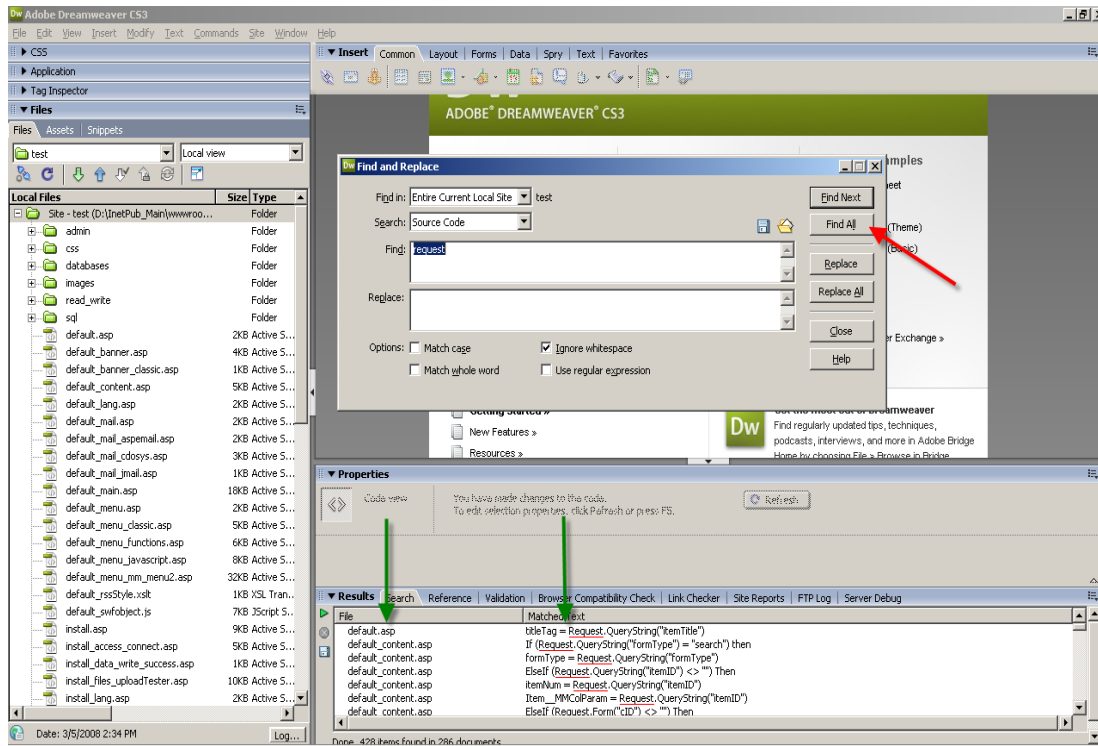 Dw Adobe Dreamweaver CS3
File Edit View Insert Modify Text Commands Site Window Help
CSS
Application
Tag Inspector
Files
Files Assets Snippets
test Local view
Local Files Size Type
Site - test (D:\InetPub_Main\wwwroo... Folder
admin Folder
css Folder
databases Folder
images Folder
read_write Folder
sql Folder
default.asp 2KB Active S...
default_banner.asp 4KB Active S...
default_banner_classic.asp 1KB Active S...
default_content.asp 5KB Active S...
default_lang.asp 2KB Active S...
default_mail.asp 2KB Active S...
default_mail_aspemail.asp 2KB Active S...
default_mail_cdosys.asp 3KB Active S...
default_mail_jmail.asp 1KB Active S...
default_main.asp 18KB Active S...
default_menu.asp 2KB Active S...
default_menu_classic.asp 5KB Active S...
default_menu_functions.asp 6KB Active S...
default_menu_javascript.asp 8KB Active S...
default_menu_mm_menu2.asp 32KB Active S...
default_rssStyle.xslt 1KB XSL Tran...
default_swfobject.js 7KB JScript S...
install.asp 9KB Active S...
install_access_connect.asp 5KB Active S...
install_data_write_success.asp 1KB Active S...
install_files_uploadTester.asp 10KB Active S...
install_lang.asp 2KB Active S...
Date: 3/5/2008 2:34 PM Log...
Insert Common Layout Forms Data Spry Text Favorites
ADOBE® DREAMWEAVER® CS3
Dw Find and Replace
Find in: Entire Current Local Site test Find Next
Search: Source Code Find All
Find: request
Replace
Replace: Replace All
Close
Options: Match case Ignore whitespace
Help
Match whole word Use regular expression
(Theme)
(Basic)
er Exchange »
Getting Started »
New Features »
Resources »
Dw
Find regularly updated tips, techniques,
podcasts, interviews, and more in Adobe Bridge
Home by choosing File > Browse in Bridge
Properties
Code view You have made changes to the code. Refresh
To edit selection properties, click Refresh or press F5.
Results Search Reference Validation Browser Compatibility Check Link Checker Site Reports FTP Log Server Debug
File Matched Text
default.asp titleTag = Request.QueryString("itemTitle")
default_content.asp If (Request.QueryString("formType") = "search") then
default_content.asp formType = Request.QueryString("formType")
default_content.asp ElseIf (Request.QueryString("itemID") <> "") Then
default_content.asp itemNum = Request.QueryString("itemID")
default_content.asp Item__MMColParam = Request.QueryString("itemID")
default_content.asp ElseIf (Request.Form("cID") <> "") Then
Done. 428 items found in 286 documents.